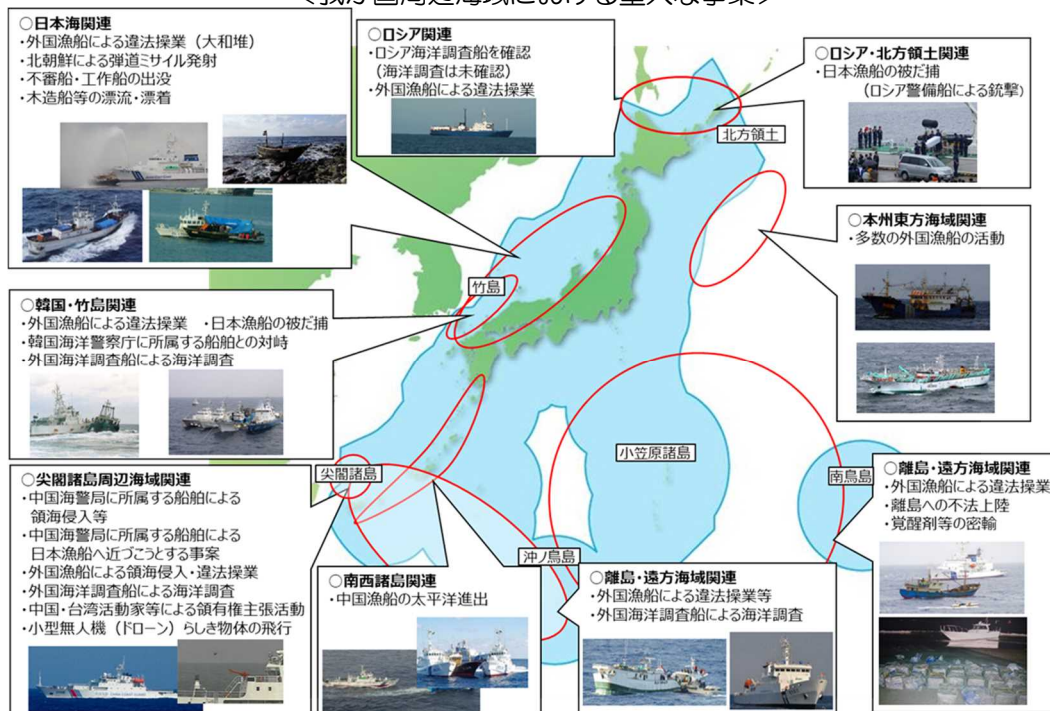 ＜我が国周辺海域における重大な事案＞
○日本海関連
・外国漁船による違法操業（大和堆）
・北朝鮮による弾道ミサイル発射
・不審船・工作船の出没
・木造船等の漂流・漂着
○ロシア関連
・ロシア海洋調査船を確認
（海洋調査は未確認）
・外国漁船による違法操業
○ロシア・北方領土関連
・日本漁船の被だ捕
（ロシア警備船による銃撃）
北方領土
○本州東方海域関連
・多数の外国漁船の活動
竹島
○韓国・竹島関連
・外国漁船による違法操業　・日本漁船の被だ捕
・韓国海洋警察庁に所属する船舶との対峙
・外国海洋調査船による海洋調査
小笠原諸島
尖閣諸島
南鳥島
沖ノ鳥島
○尖閣諸島周辺海域関連
・中国海警局に所属する船舶による
領海侵入等
・中国海警局に所属する船舶による
日本漁船へ近づこうとする事案
・外国漁船による領海侵入・違法操業
・外国海洋調査船による海洋調査
・中国・台湾活動家等による領有権主張活動
・小型無人機（ドローン）らしき物体の飛行
○南西諸島関連
・中国漁船の太平洋進出
○離島・遠方海域関連
・外国漁船による違法操業等
・外国海洋調査船による海洋調査
○離島・遠方海域関連
・外国漁船による違法操業
・離島への不法上陸
・覚醒剤等の密輸